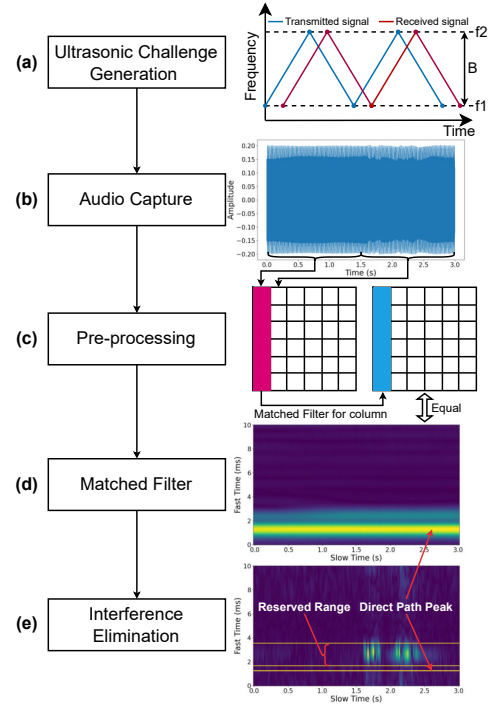 (a)
Ultrasonic Challenge
Generation
Transmitted signal
Received signal
Frequency
f2
B
f1
Time
(b)
Audio Capture
Amplitude
0.20
0.15
0.10
0.05
0.00
−0.05
−0.10
−0.15
−0.20
0.0 0.5 1.0 1.5 2.0 2.5 3.0
Time (s)
(c)
Pre-processing
Matched Filter for column
Equal
(d)
Matched Filter
Fast Time (ms)
10
8
6
4
2
0
0.0 0.5 1.0 1.5 2.0 2.5 3.0
Slow Time (s)
(e)
Interference
Elimination
Fast Time (ms)
10
8
6
4
2
0
Reserved Range
Direct Path Peak
0.0 0.5 1.0 1.5 2.0 2.5 3.0
Slow Time (s)